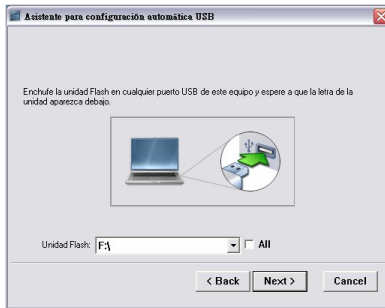 Asistente para configuración automática USB
Enchufe la unidad Flash en cualquier puerto USB de este equipo y espere a que la letra de la
unidad aparezca debajo.
Unidad Flash: F:\ All
< Back Next > Cancel